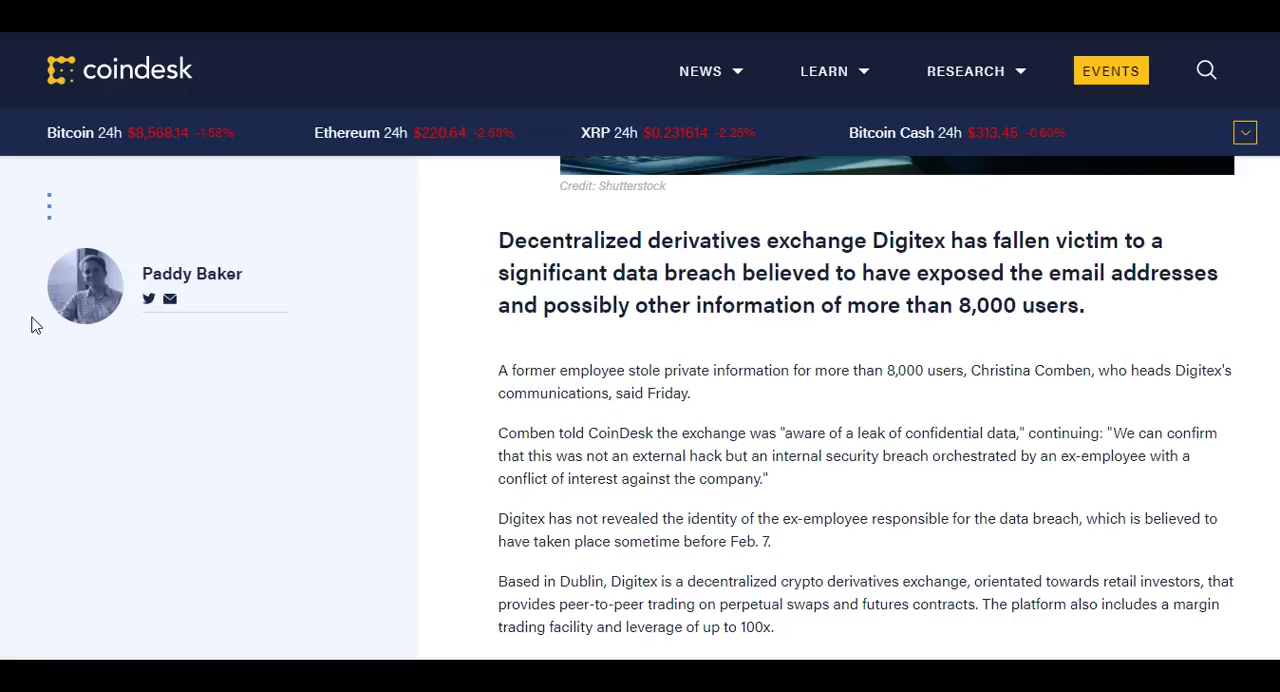 coindesk
NEWS LEARN RESEARCH EVENTS
Bitcoin 24h $8,568.14 -1.58% Ethereum 24h $220.64 -2.58% XRP 24h $0.231614 -2.25% Bitcoin Cash 24h $313.45 -0.60%
Credit: Shutterstock
Paddy Baker
Decentralized derivatives exchange Digitex has fallen victim to a
significant data breach believed to have exposed the email addresses
and possibly other information of more than 8,000 users.
A former employee stole private information for more than 8,000 users, Christina Comben, who heads Digitex's
communications, said Friday.
Comben told CoinDesk the exchange was "aware of a leak of confidential data," continuing: "We can confirm
that this was not an external hack but an internal security breach orchestrated by an ex-employee with a
conflict of interest against the company."
Digitex has not revealed the identity of the ex-employee responsible for the data breach, which is believed to
have taken place sometime before Feb. 7.
Based in Dublin, Digitex is a decentralized crypto derivatives exchange, orientated towards retail investors, that
provides peer-to-peer trading on perpetual swaps and futures contracts. The platform also includes a margin
trading facility and leverage of up to 100x.